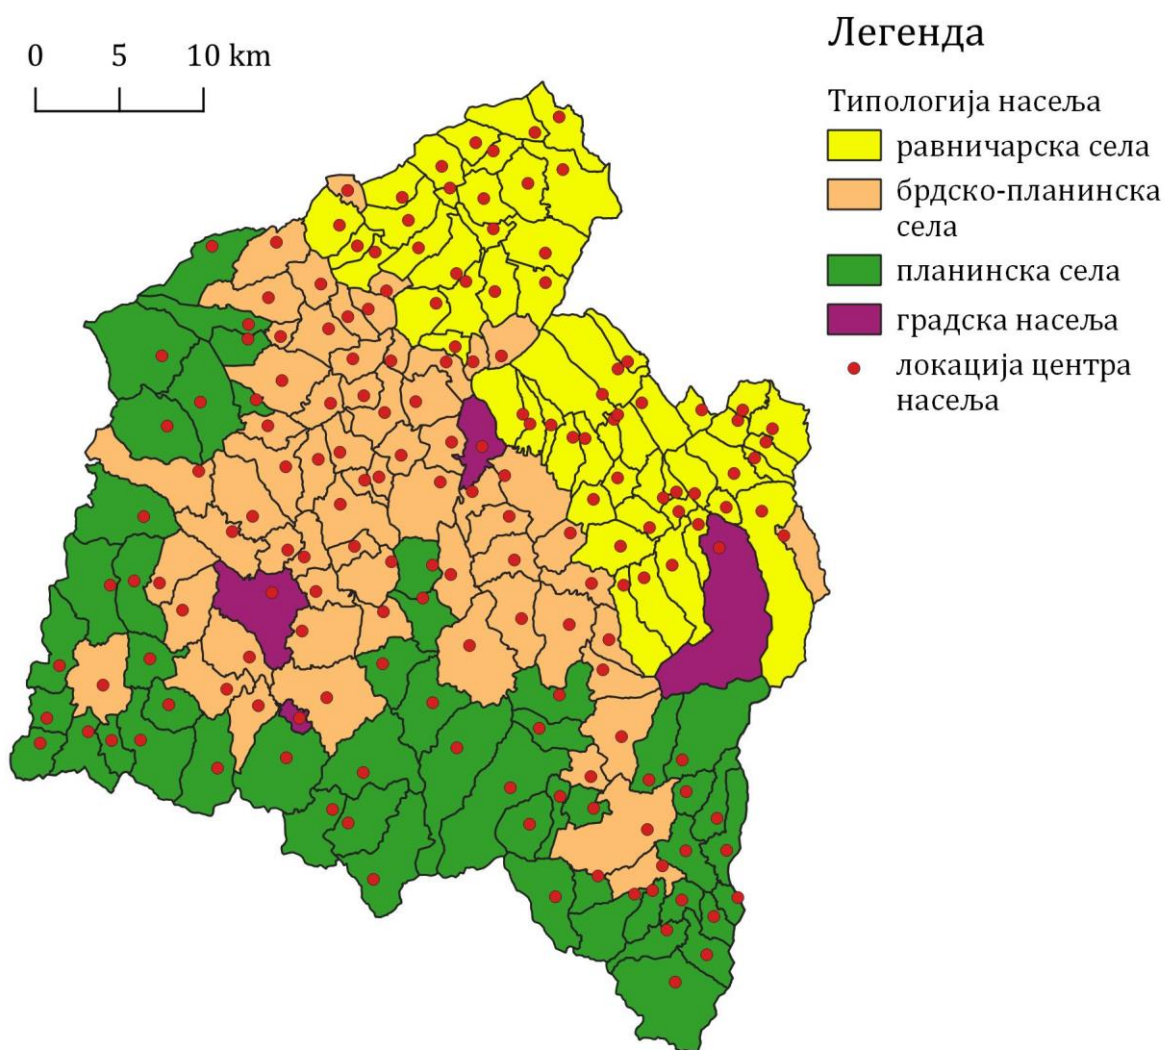 0 5 10 km
Легенда
Типологија насеља
равничарска села
брдско-планинска
села
планинска села
градска насеља
локација центра
насеља